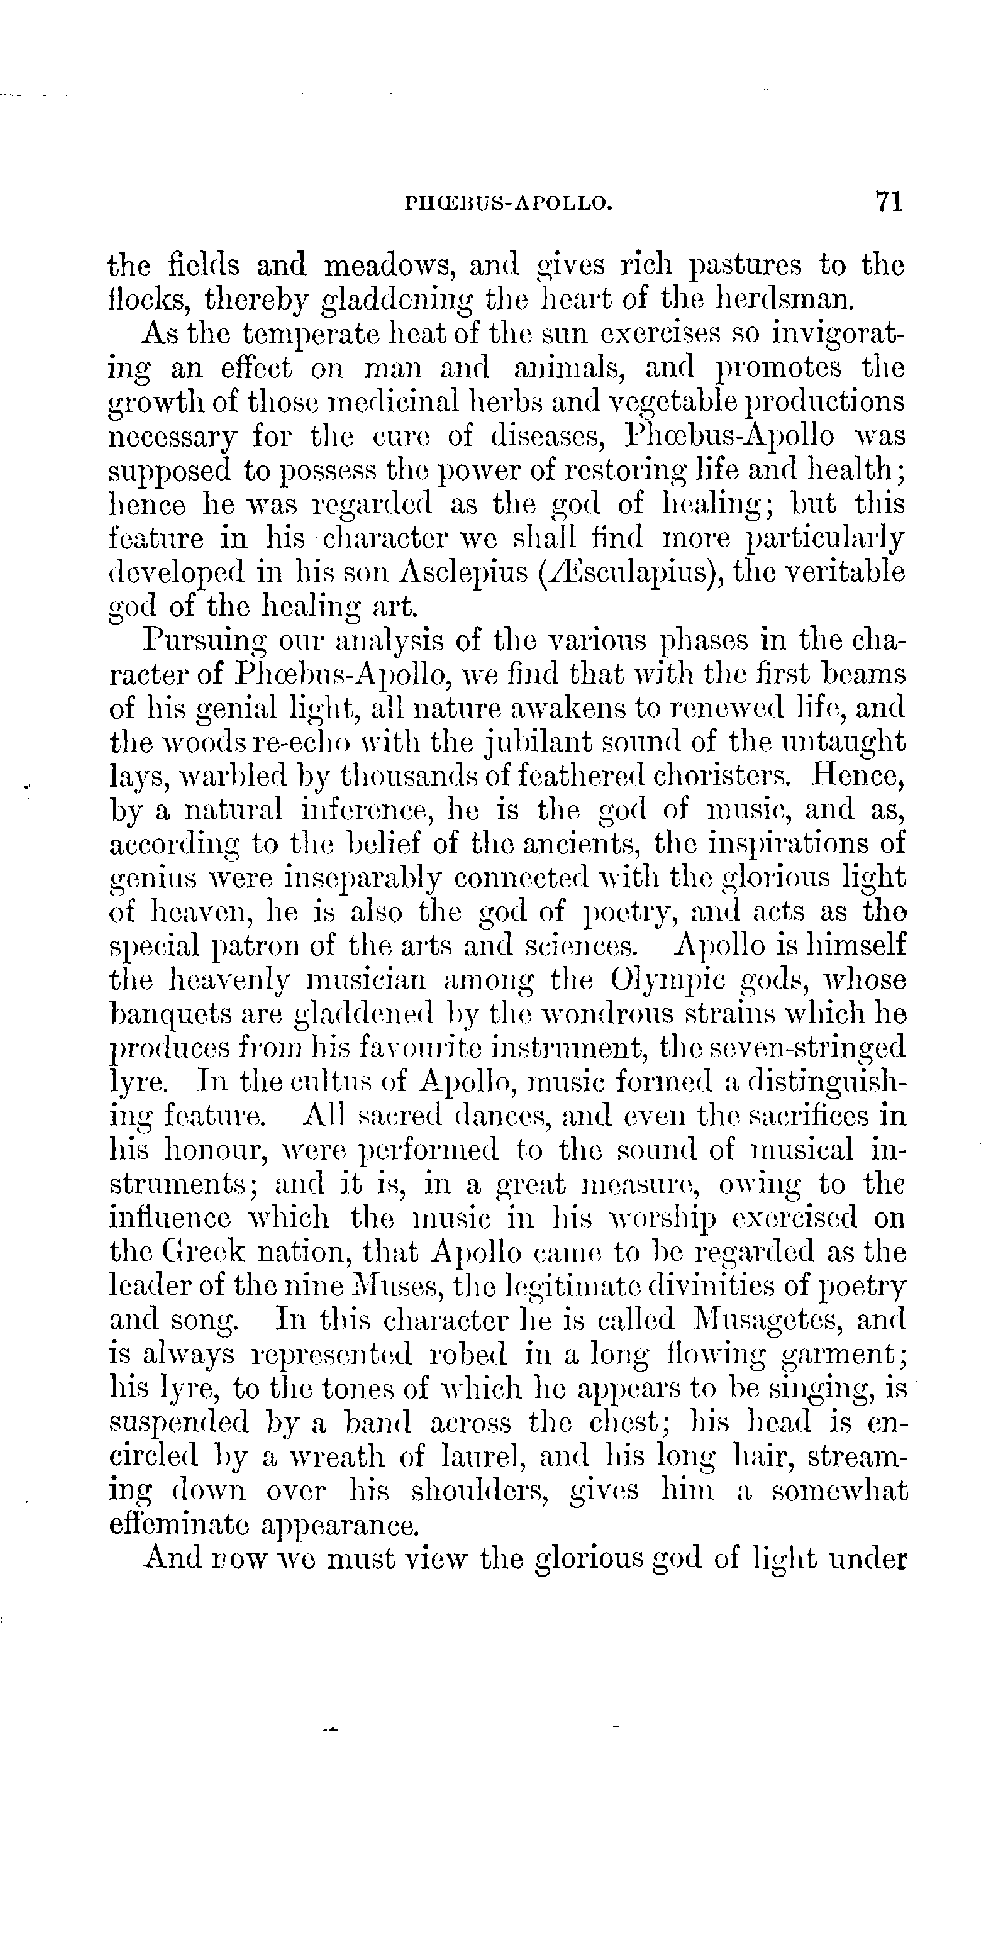 PHŒBUS-APOLLO. 71
the fields and meadows, and gives rich pastures to the
flocks, thereby gladdening the heart of the herdsman.
As the temperate heat of the sun exercises so invigorat-
ing an effect on man and animals, and promotes the
growth of those medicinal herbs and vegetable productions
necessary for the cure of diseases, Phœbus-Apollo was
supposed to possess the power of restoring life and health;
hence he was regarded as the god of healing; but this
feature in his character we shall find more particularly
developed in his son Asclepius (Æsculapius), the veritable
god of the healing art.
Pursuing our analysis of the various phases in the cha-
racter of Phœbus-Apollo, we find that with the first beams
of his genial light, all nature awakens to renewed life, and
the woods re-echo with the jubilant sound of the untaught
lays, warbled by thousands of feathered choristers. Hence,
by a natural inference, he is the god of music, and as,
according to the belief of the ancients, the inspirations of
genius were inseparably connected with the glorious light
of heaven, he is also the god of poetry, and acts as the
special patron of the arts and sciences. Apollo is himself
the heavenly musician among the Olympic gods, whose
banquets are gladdened by the wondrous strains which he
produces from his favourite instrument, the seven-stringed
lyre. In the cultus of Apollo, music formed a distinguish-
ing feature. All sacred dances, and even the sacrifices in
his honour, were performed to the sound of musical in-
struments; and it is, in a great measure, owing to the
influence which the music in his worship exercised on
the Greek nation, that Apollo came to be regarded as the
leader of the nine Muses, the legitimate divinities of poetry
and song. In this character he is called Musagetes, and
is always represented robed in a long flowing garment;
his lyre, to the tones of which he appears to be singing, is
suspended by a band across the chest; his head is en-
circled by a wreath of laurel, and his long hair, stream-
ing down over his shoulders, gives him a somewhat
effeminate appearance.
And now we must view the glorious god of light under